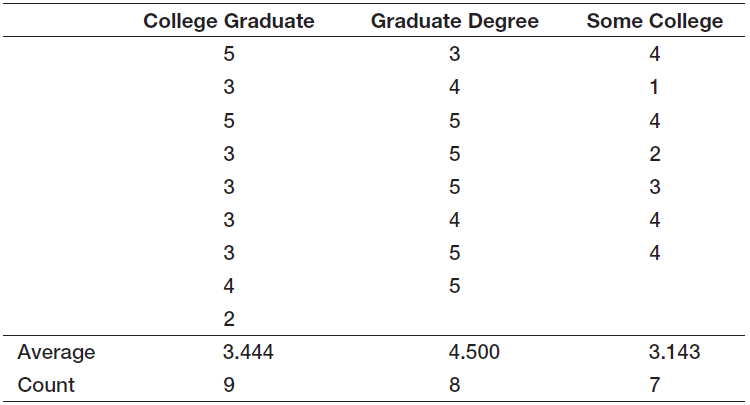 College Graduate Graduate Degree Some College
5 3 4
3 4 1
5 5 4
3 5 2
3 5 3
3 4 4
3 5 4
4 5
2
Average 3.444 4.500 3.143
Count 9 8 7